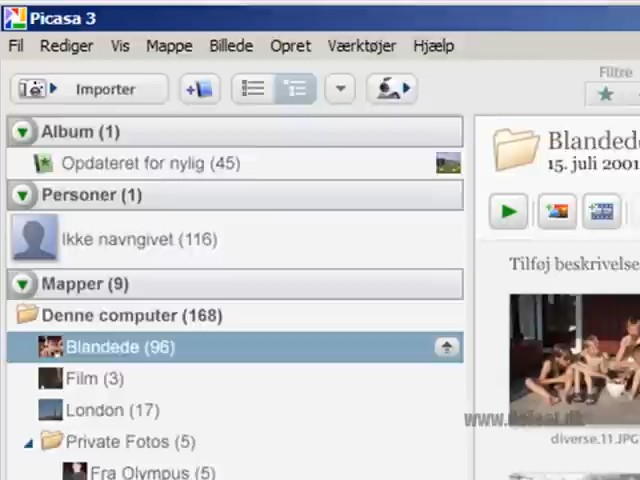 Picasa 3
Fil Rediger Vis Mappe Billede Opret Værktøjer Hjælp
Filtre
Importer
Album (1)
Opdateret for nylig (45)
Personer (1)
Ikke navngivet (116)
Mapper (9)
Denne computer (168)
Blandede (96)
Film (3)
London (17)
Private Fotos (5)
Fra Olympus (5)
Blandede
15. juli 2001
Tilføj beskrivelse
diverse.11.JPG